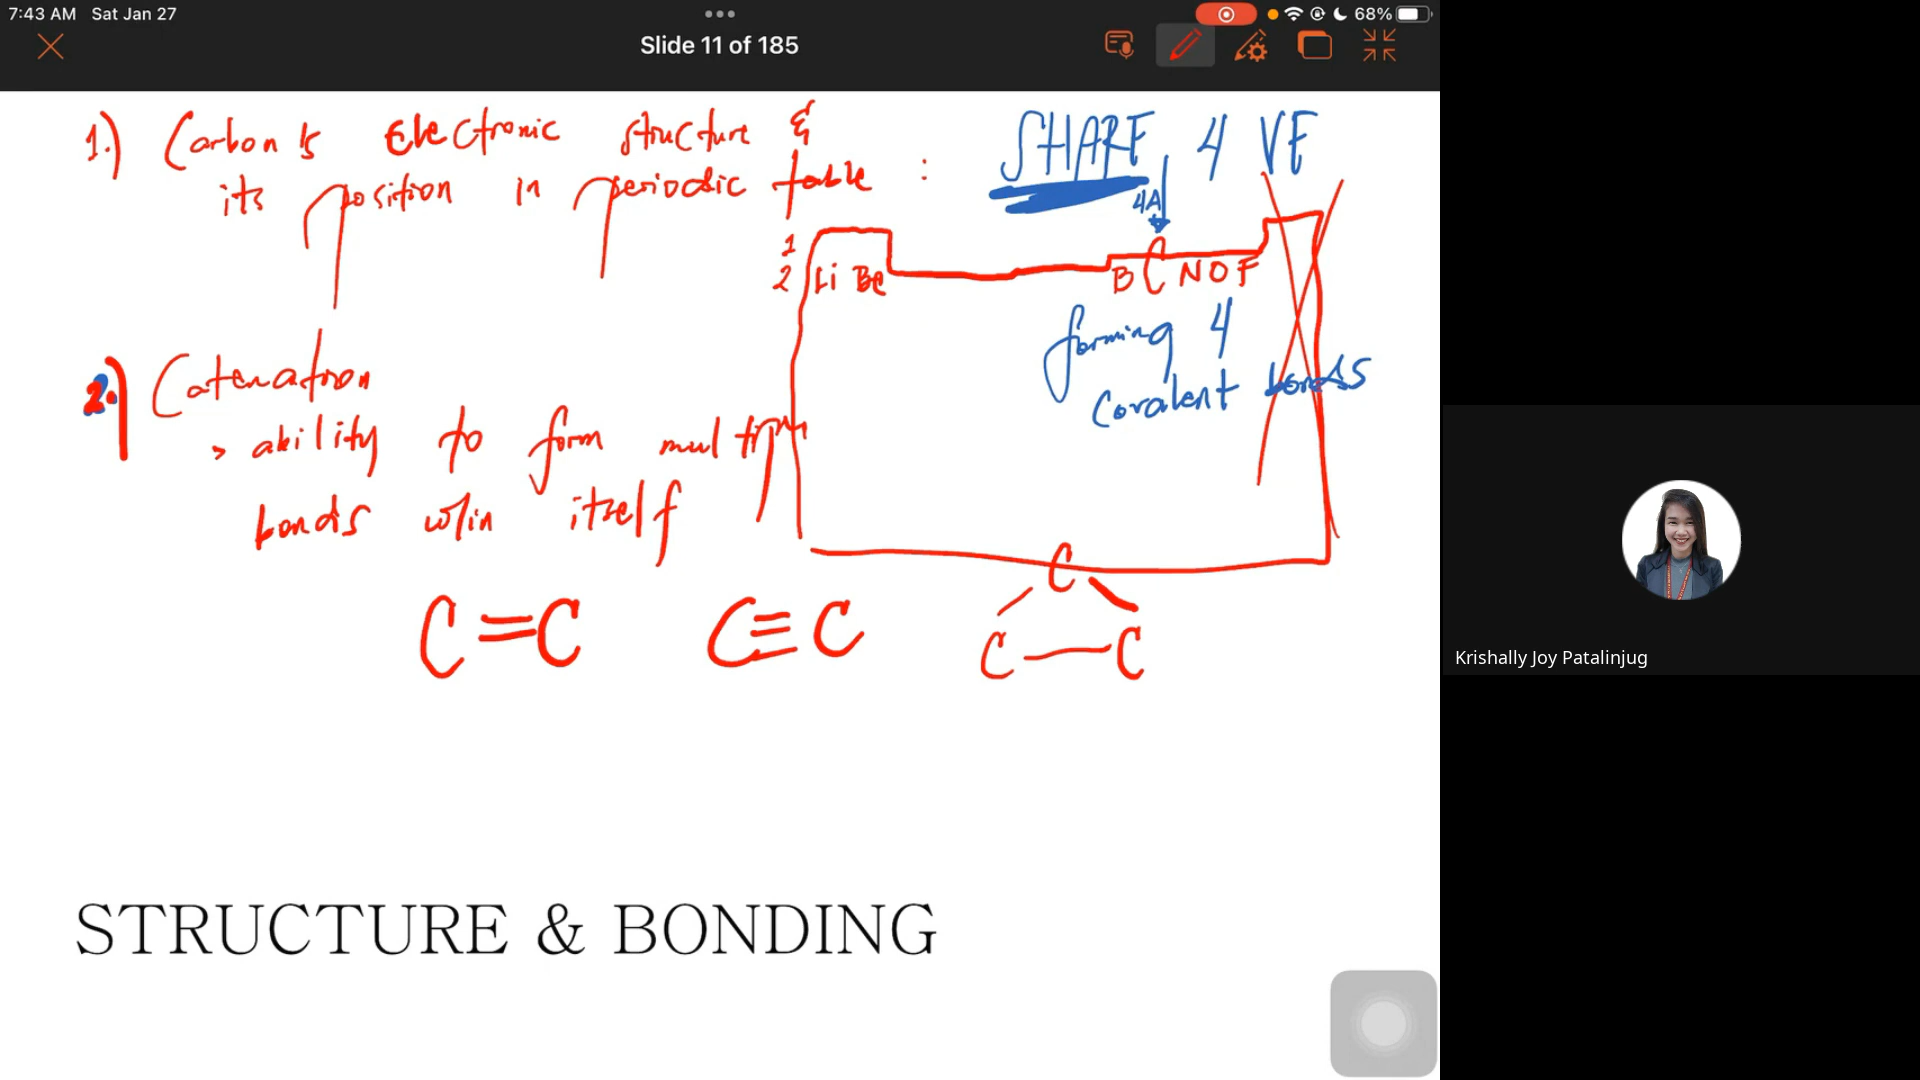 7:43 AM Sat Jan 27
68%
Slide 11 of 185
1.) Carbon's Electronic structure &
its position in periodic table :
SHARE 4 VE
4A
1
2 Li Be B C N O F
forming 4
covalent bonds
2.) Catenation
> ability to form multiple
bonds w/in itself
C=C C≡C
C
C—C
STRUCTURE & BONDING
Krishally Joy Patalinjug